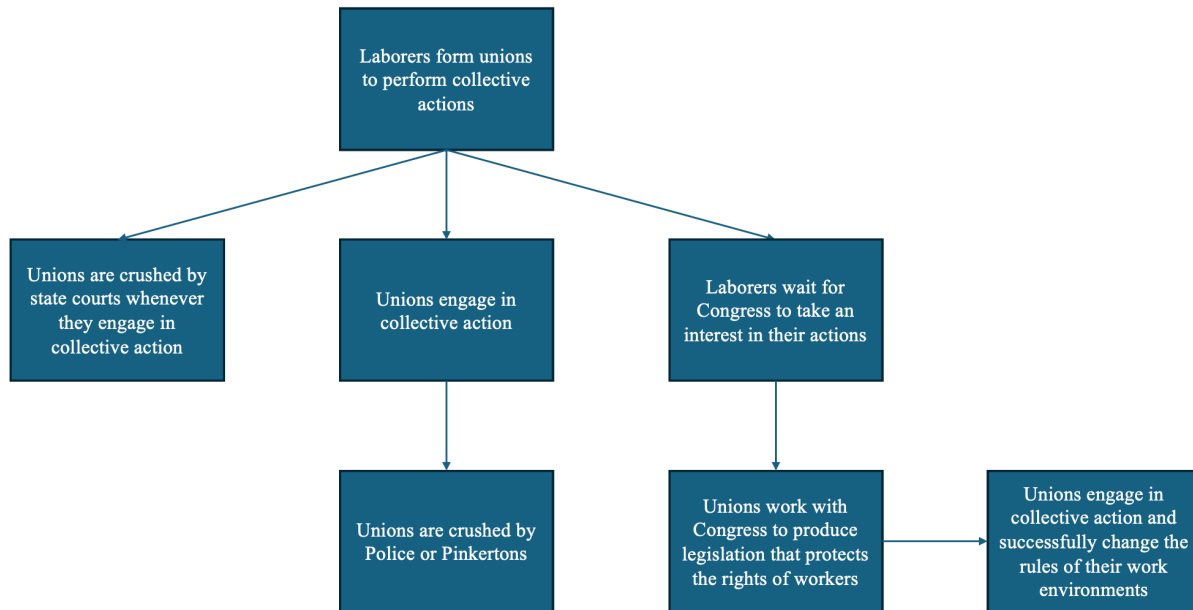 Laborers form unions
to perform collective
actions
Unions are crushed by
state courts whenever
they engage in
collective action
Unions engage in
collective action
Laborers wait for
Congress to take an
interest in their actions
Unions are crushed by
Police or Pinkertons
Unions work with
Congress to produce
legislation that protects
the rights of workers
Unions engage in
collective action and
successfully change the
rules of their work
environments